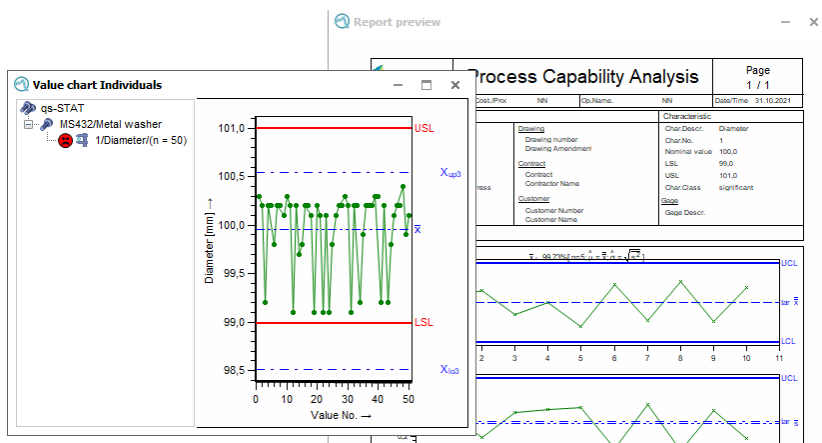 Report preview
Process Capability Analysis
Page
1 / 1
Cost./Prox NN Op.Name. NN Date/Time 31.10.2021
Characteristic
Drawing
Drawing number
Drawing Amendment
Contract
Contract
Contractor Name
Customer
Customer Number
Customer Name
Char.Descr. Diameter
Char.No. 1
Nominal value 100,0
LSL 99,0
USL 101,0
Char.Class significant
Gage
Gage Descr.
Value chart Individuals
qs-STAT
MS432/Metal washer
1/Diameter/(n = 50)
Diameter [mm] →
101,0
100,5
100,0
99,5
99,0
98,5
USL
Xup3
x̅
LSL
Xlo3
0 10 20 30 40 50
Value No. →
UCL
tar x̿
LCL
2 3 4 5 6 7 8 9 10 11
UCL
tar s̅
0,2